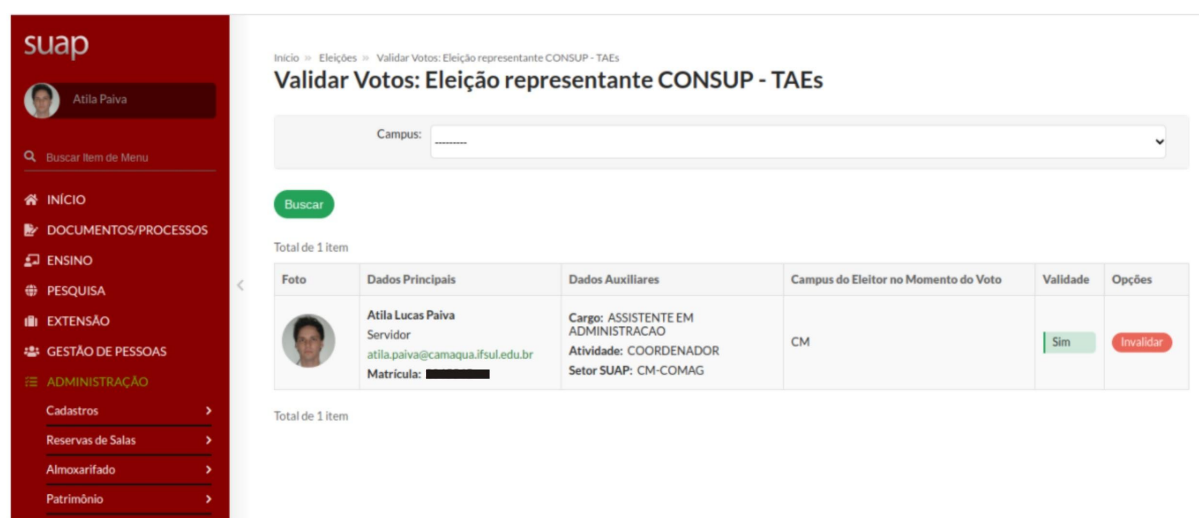 suap
Atila Paiva
Buscar Item de Menu
INÍCIO
DOCUMENTOS/PROCESSOS
ENSINO
PESQUISA
EXTENSÃO
GESTÃO DE PESSOAS
ADMINISTRAÇÃO
Cadastros
Reservas de Salas
Almoxarifado
Patrimônio
Início » Eleições » Validar Votos: Eleição representante CONSUP - TAEs
Validar Votos: Eleição representante CONSUP - TAEs
Campus: ---------
Buscar
Total de 1 item
Foto Dados Principais Dados Auxiliares Campus do Eleitor no Momento do Voto Validade Opções
Atila Lucas Paiva
Servidor
atila.paiva@camaqua.ifsul.edu.br
Matrícula:
Cargo: ASSISTENTE EM
ADMINISTRACAO
Atividade: COORDENADOR
Setor SUAP: CM-COMAG
CM
Sim
Invalidar
Total de 1 item